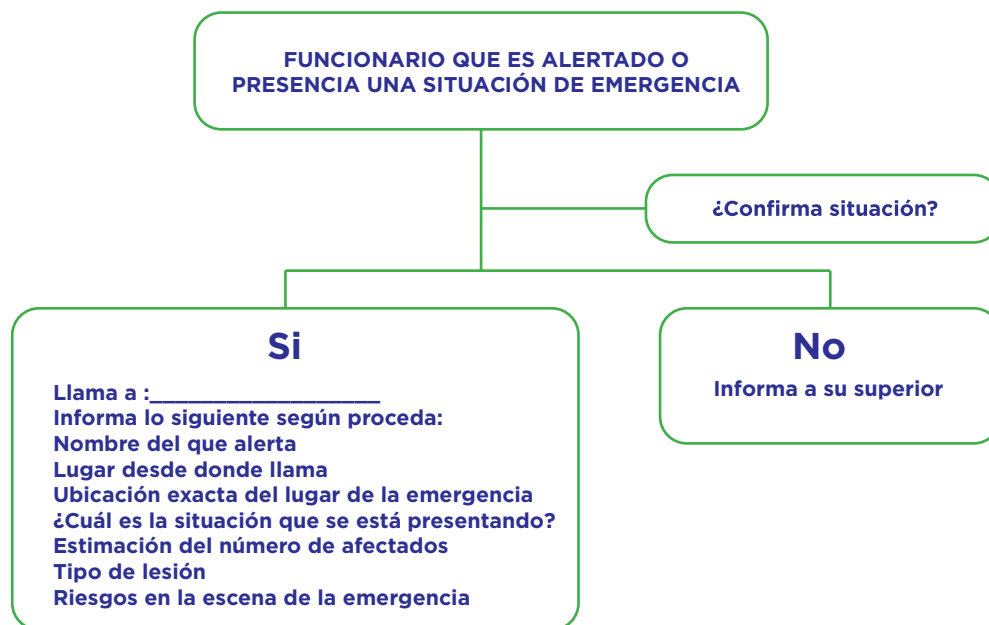 FUNCIONARIO QUE ES ALERTADO O
PRESENCIA UNA SITUACIÓN DE EMERGENCIA
¿Confirma situación?
Si
Llama a :__________________
Informa lo siguiente según proceda:
Nombre del que alerta
Lugar desde donde llama
Ubicación exacta del lugar de la emergencia
¿Cuál es la situación que se está presentando?
Estimación del número de afectados
Tipo de lesión
Riesgos en la escena de la emergencia
No
Informa a su superior